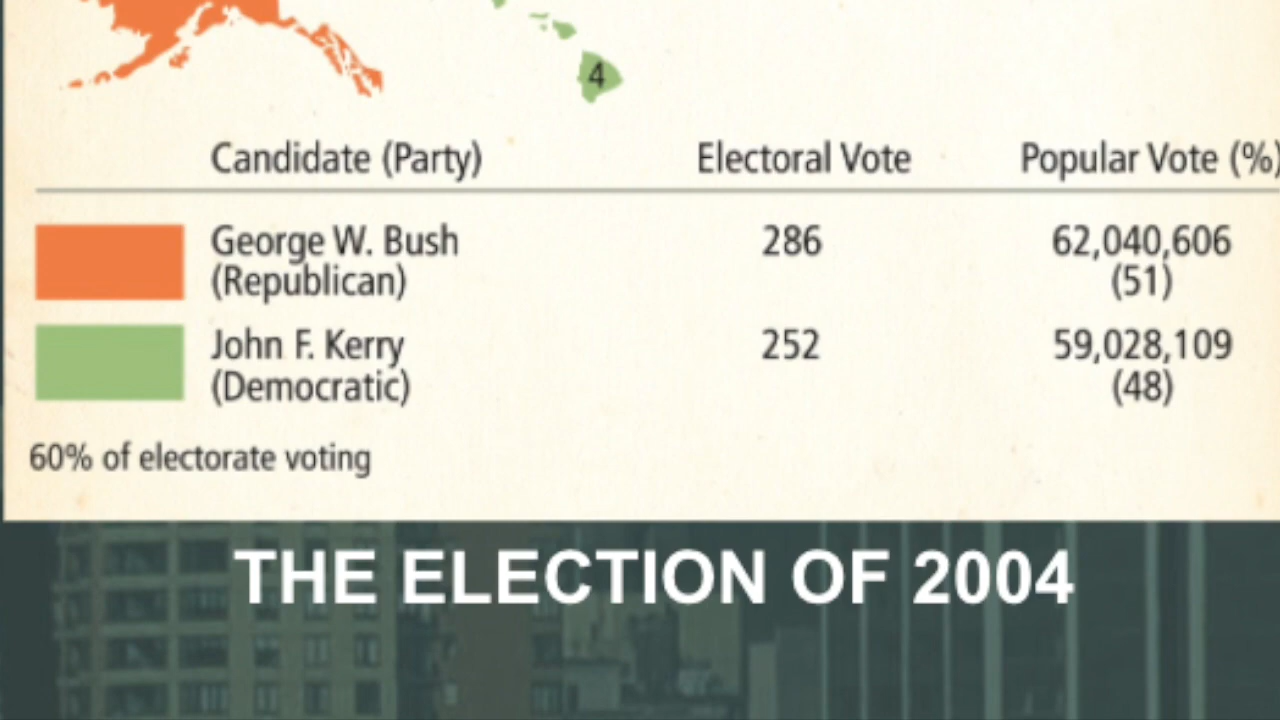 4
Candidate (Party) Electoral Vote Popular Vote (%)
George W. Bush 286 62,040,606
(Republican) (51)
John F. Kerry 252 59,028,109
(Democratic) (48)
60% of electorate voting
THE ELECTION OF 2004